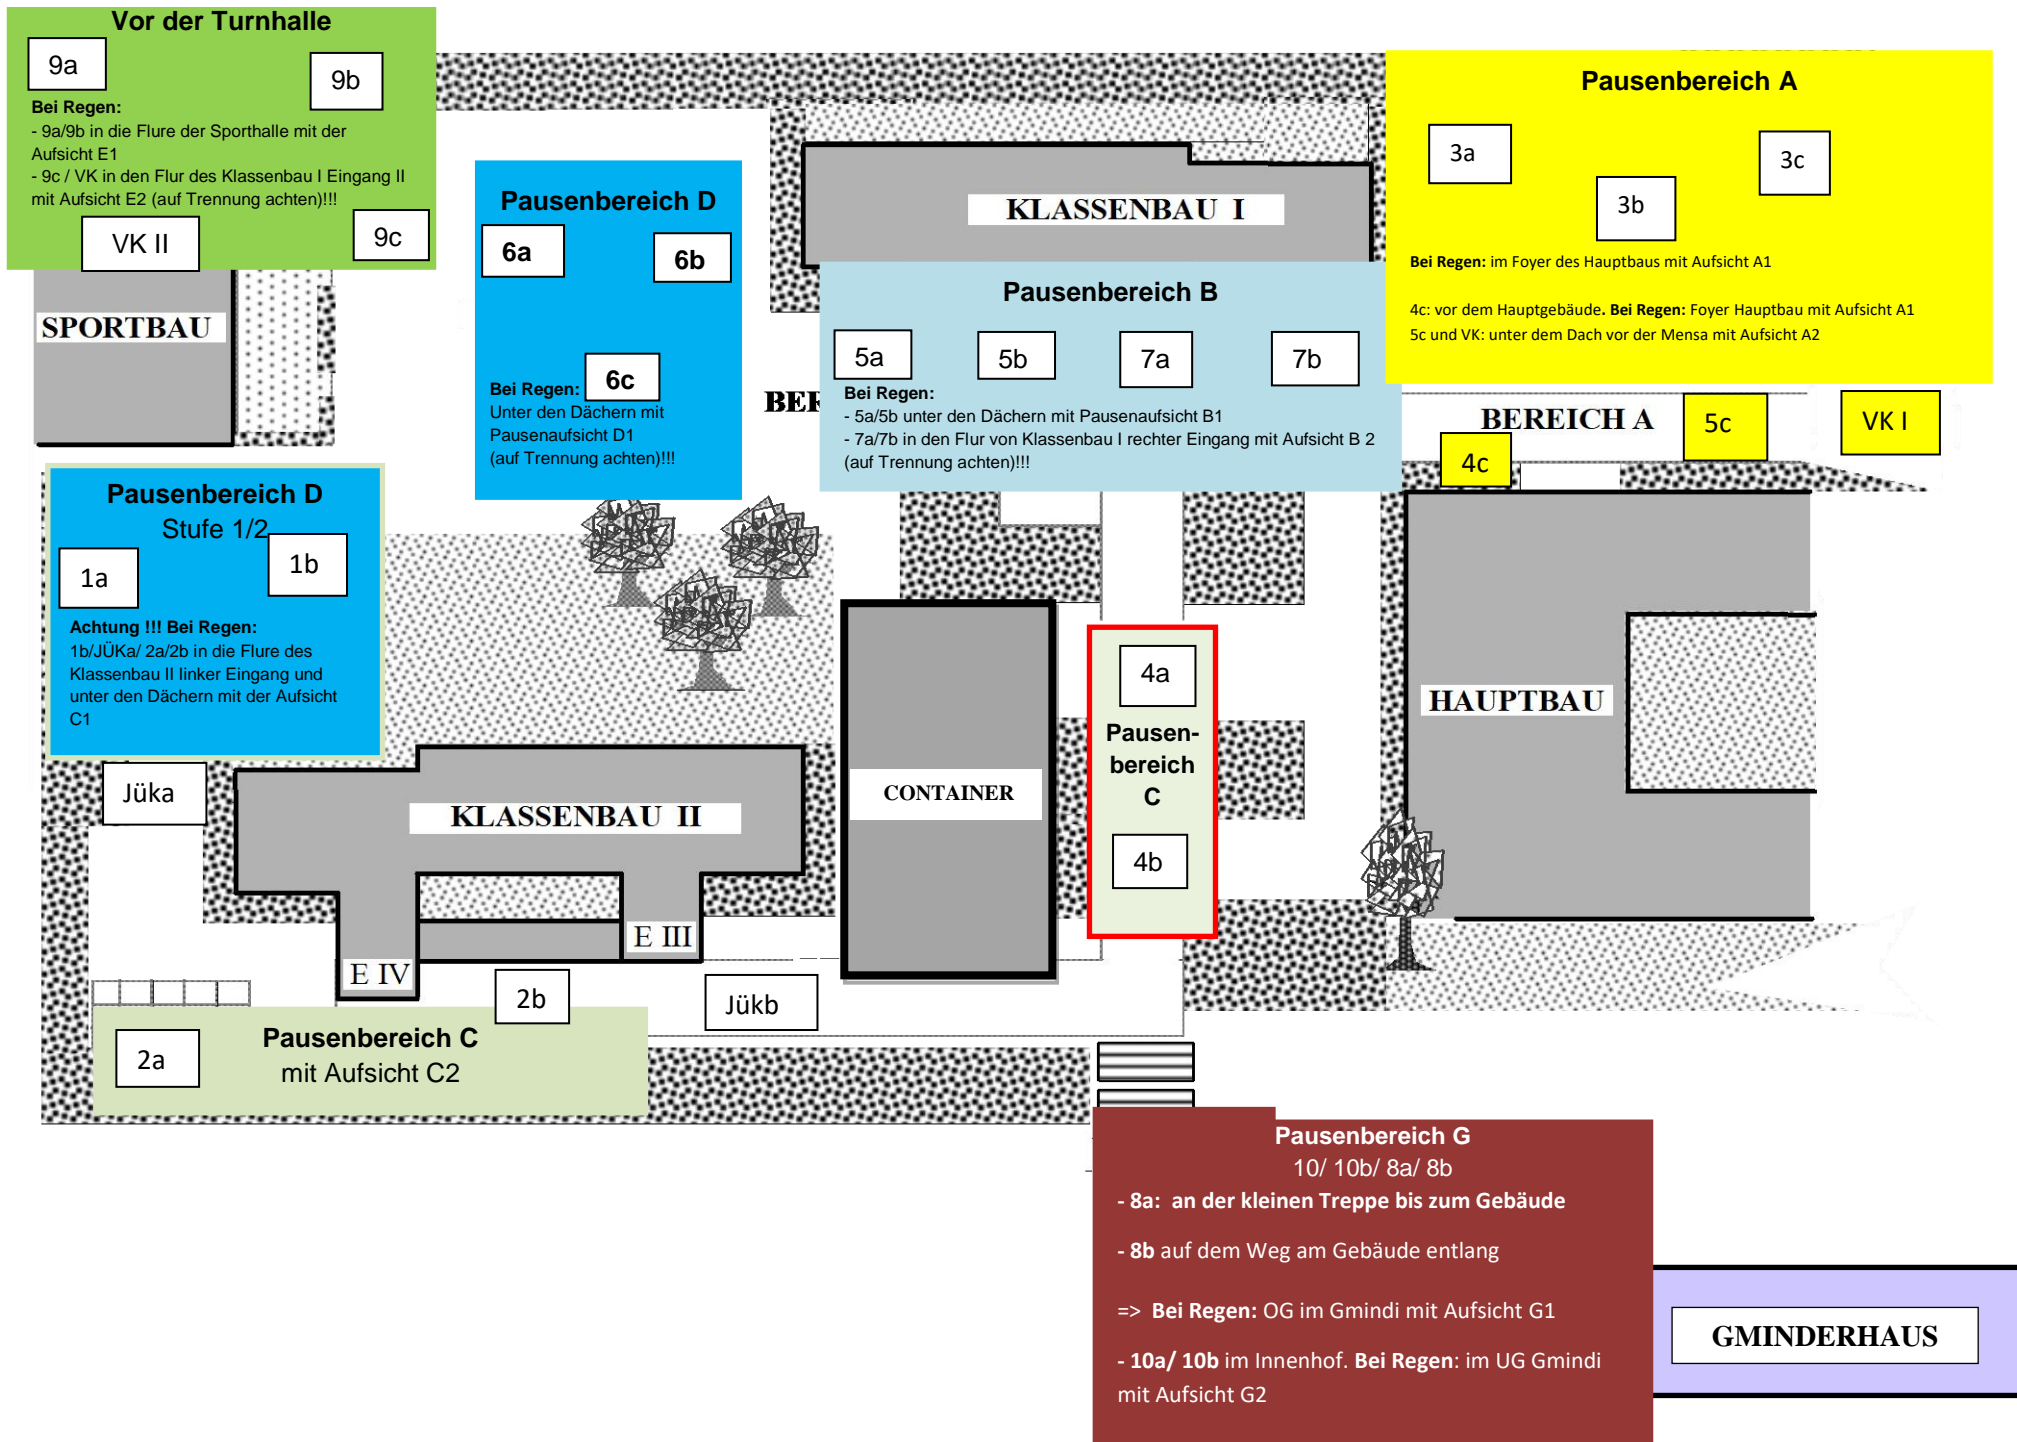 Vor der Turnhalle
9a
9b
Bei Regen:
- 9a/9b in die Flure der Sporthalle mit der
Aufsicht E1
- 9c / VK in den Flur des Klassenbau I Eingang II
mit Aufsicht E2 (auf Trennung achten)!!!
VK II
9c
SPORTBAU
Pausenbereich D
6a
6b
6c
Bei Regen:
Unter den Dächern mit
Pausenaufsicht D1
(auf Trennung achten)!!!
KLASSENBAU I
Pausenbereich B
5a
5b
7a
7b
Bei Regen:
- 5a/5b unter den Dächern mit Pausenaufsicht B1
- 7a/7b in den Flur von Klassenbau I rechter Eingang mit Aufsicht B 2
(auf Trennung achten)!!!
BER
Pausenbereich A
3a
3b
3c
Bei Regen: im Foyer des Hauptbaus mit Aufsicht A1
4c: vor dem Hauptgebäude. Bei Regen: Foyer Hauptbau mit Aufsicht A1
5c und VK: unter dem Dach vor der Mensa mit Aufsicht A2
BEREICH A
4c
5c
VK I
Pausenbereich D
Stufe 1/2
1a
1b
Achtung !!! Bei Regen:
1b/JÜKa/ 2a/2b in die Flure des
Klassenbau II linker Eingang und
unter den Dächern mit der Aufsicht
C1
Jüka
KLASSENBAU II
E III
E IV
CONTAINER
4a
Pausen-
bereich
C
4b
HAUPTBAU
2b
Jükb
2a
Pausenbereich C
mit Aufsicht C2
Pausenbereich G
10/ 10b/ 8a/ 8b
- 8a: an der kleinen Treppe bis zum Gebäude
- 8b auf dem Weg am Gebäude entlang
=> Bei Regen: OG im Gmindi mit Aufsicht G1
- 10a/ 10b im Innenhof. Bei Regen: im UG Gmindi
mit Aufsicht G2
GMINDERHAUS